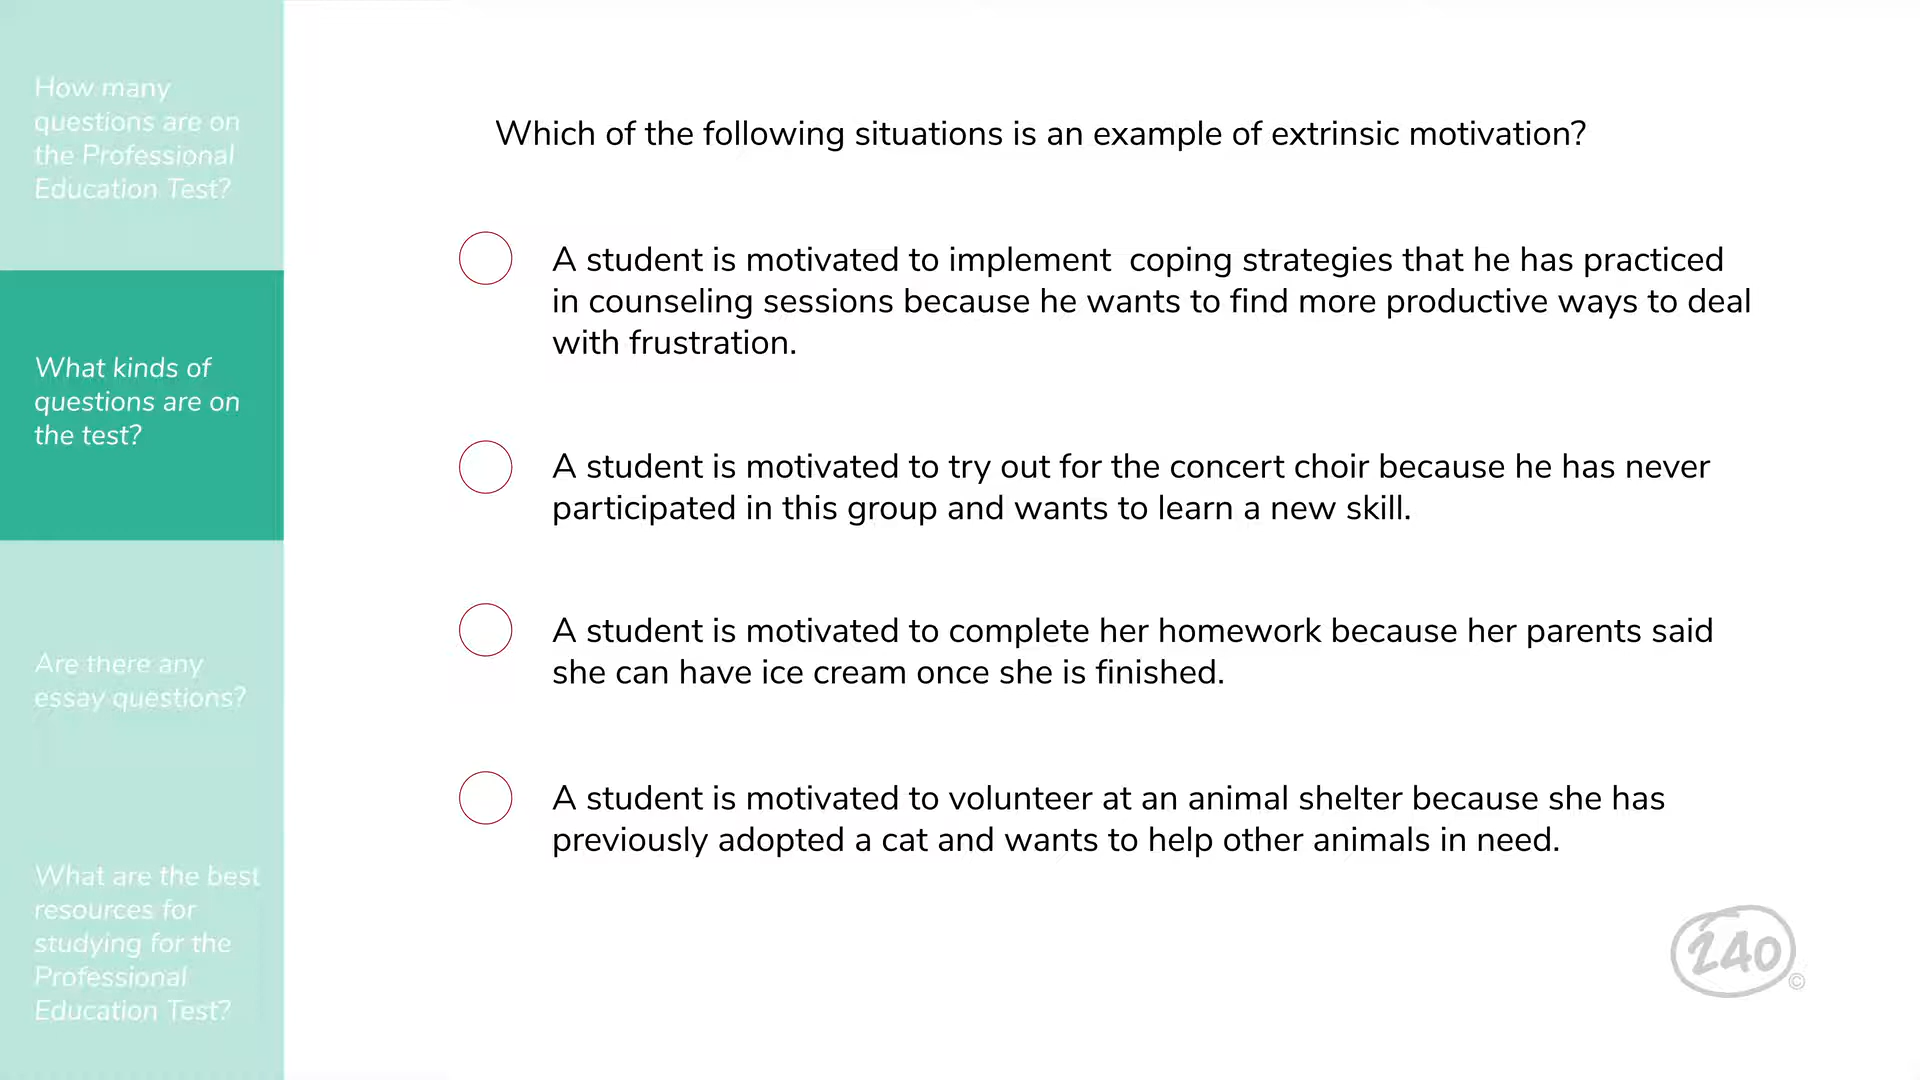 How many
questions are on
the Professional
Education Test?
What kinds of
questions are on
the test?
Are there any
essay questions?
What are the best
resources for
studying for the
Professional
Education Test?
Which of the following situations is an example of extrinsic motivation?
A student is motivated to implement  coping strategies that he has practiced
in counseling sessions because he wants to find more productive ways to deal
with frustration.
A student is motivated to try out for the concert choir because he has never
participated in this group and wants to learn a new skill.
A student is motivated to complete her homework because her parents said
she can have ice cream once she is finished.
A student is motivated to volunteer at an animal shelter because she has
previously adopted a cat and wants to help other animals in need.
240
©